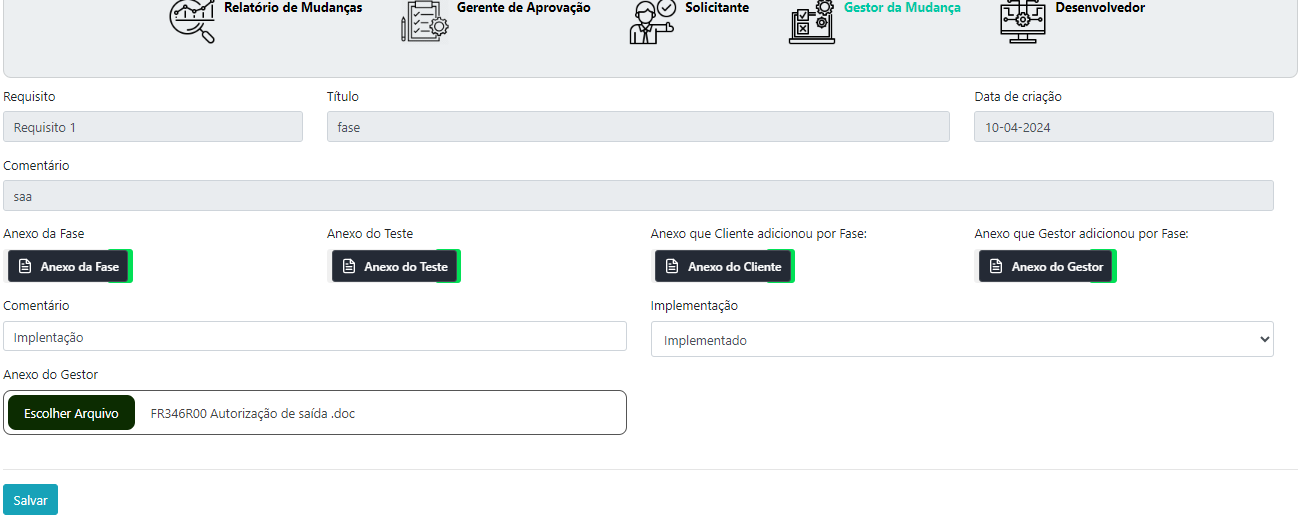 Relatório de Mudanças Gerente de Aprovação Solicitante Gestor da Mudança Desenvolvedor
Requisito Título Data de criação
Requisito 1 fase 10-04-2024
Comentário
saa
Anexo da Fase Anexo do Teste Anexo que Cliente adicionou por Fase: Anexo que Gestor adicionou por Fase:
Anexo da Fase Anexo do Teste Anexo do Cliente Anexo do Gestor
Comentário Implementação
Implentação Implementado
Anexo do Gestor
Escolher Arquivo FR346R00 Autorização de saída .doc
Salvar